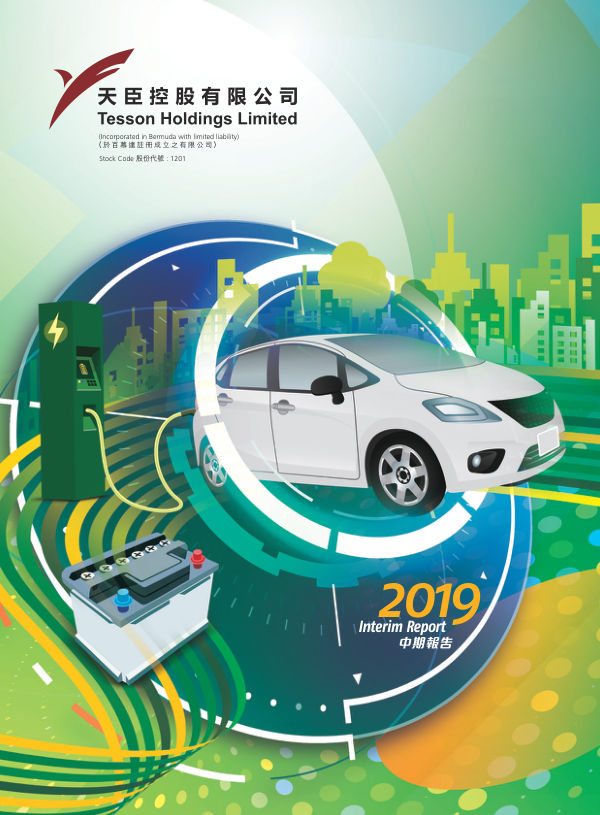 天臣控股有限公司
Tesson Holdings Limited
(Incorporated in Bermuda with limited liability)
(於百慕達註冊成立之有限公司)
Stock Code 股份代號 : 1201
2019
Interim Report
中期報告